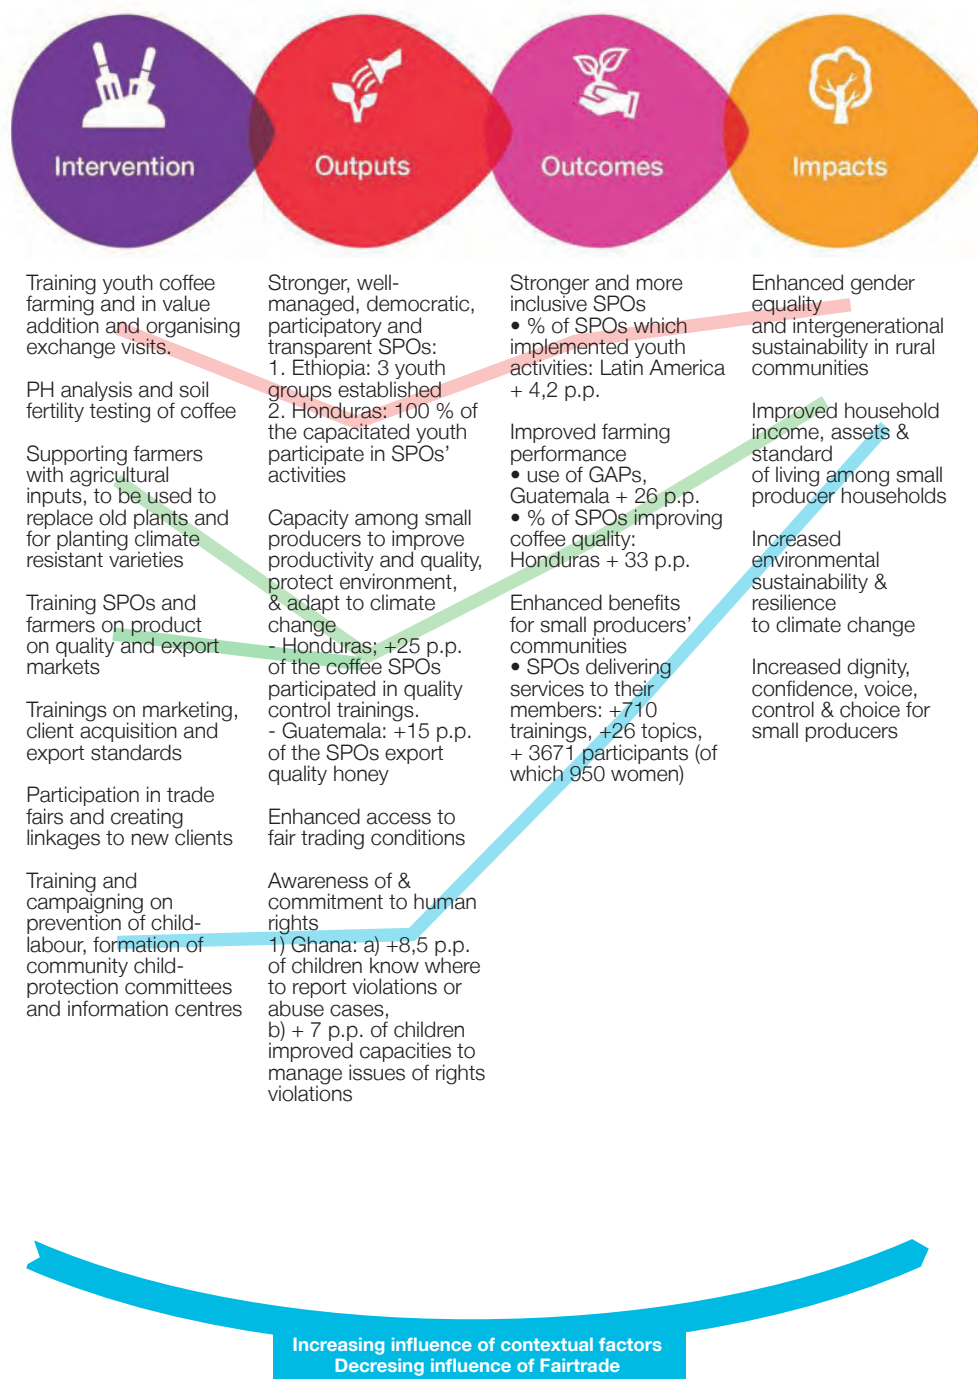 Intervention
Outputs
Outcomes
Impacts
Training youth coffee
farming and in value
addition and organising
exchange visits.
PH analysis and soil
fertility testing of coffee
Supporting farmers
with agricultural
inputs, to be used to
replace old plants and
for planting climate
resistant varieties
Training SPOs and
farmers on product
on quality and export
markets
Trainings on marketing,
client acquisition and
export standards
Participation in trade
fairs and creating
linkages to new clients
Training and
campaigning on
prevention of child-
labour, formation of
community child-
protection committees
and information centres
Stronger, well-
managed, democratic,
participatory and
transparent SPOs:
1. Ethiopia: 3 youth
groups established
2. Honduras: 100 % of
the capacitated youth
participate in SPOs'
activities
Capacity among small
producers to improve
productivity and quality,
protect environment,
& adapt to climate
change
- Honduras; +25 p.p.
of the coffee SPOs
participated in quality
control trainings.
- Guatemala: +15 p.p.
of the SPOs export
quality honey
Enhanced access to
fair trading conditions
Awareness of &
commitment to human
rights
1) Ghana: a) +8,5 p.p.
of children know where
to report violations or
abuse cases,
b) + 7 p.p. of children
improved capacities to
manage issues of rights
violations
Stronger and more
inclusive SPOs
• % of SPOs which
implemented youth
activities: Latin America
+ 4,2 p.p.
Improved farming
performance
• use of GAPs,
Guatemala + 26 p.p.
• % of SPOs improving
coffee quality:
Honduras + 33 p.p.
Enhanced benefits
for small producers'
communities
• SPOs delivering
services to their
members: +710
trainings, +26 topics,
+ 3671 participants (of
which 950 women)
Enhanced gender
equality
and intergenerational
sustainability in rural
communities
Improved household
income, assets &
standard
of living among small
producer households
Increased
environmental
sustainability &
resilience
to climate change
Increased dignity,
confidence, voice,
control & choice for
small producers
Increasing influence of contextual factors
Decresing influence of Fairtrade